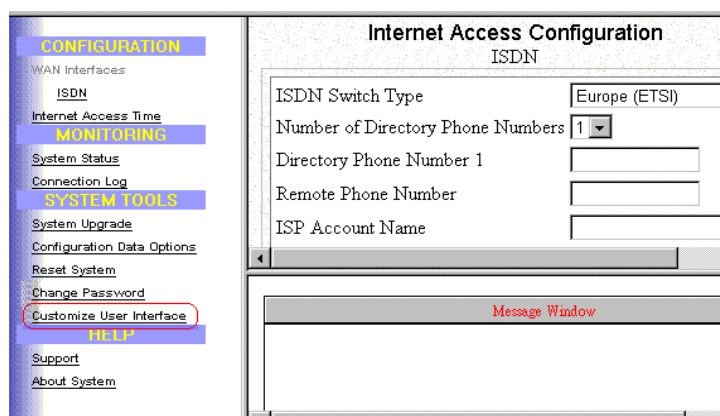 CONFIGURATION
WAN Interfaces
ISDN
Internet Access Time
MONITORING
System Status
Connection Log
SYSTEM TOOLS
System Upgrade
Configuration Data Options
Reset System
Change Password
Customize User Interface
HELP
Support
About System
Internet Access Configuration
ISDN
ISDN Switch Type Europe (ETSI)
Number of Directory Phone Numbers 1
Directory Phone Number 1
Remote Phone Number
ISP Account Name
Message Window